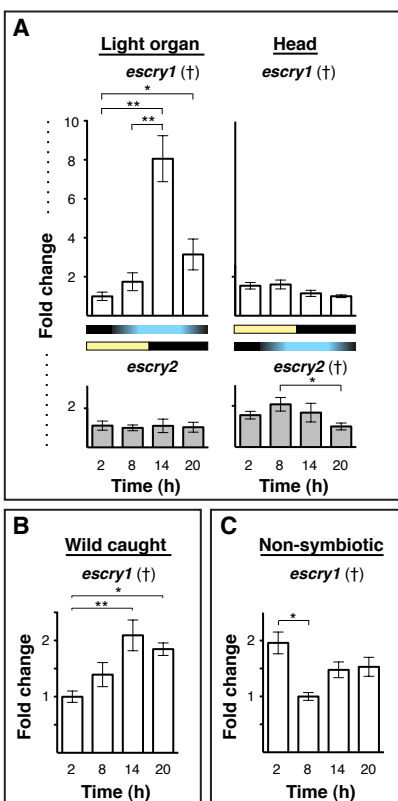 A
Light organ
Head
escry1 (†)
escry1 (†)
*
**
**
10
8
6
4
2
Fold change
escry2
escry2 (†)
*
2
2
2 8 14 20
2 8 14 20
Time (h)
Time (h)
B
Wild caught
escry1 (†)
*
**
2
1
Fold change
2 8 14 20
Time (h)
C
Non-symbiotic
escry1 (†)
*
2
1
Fold change
2 8 14 20
Time (h)